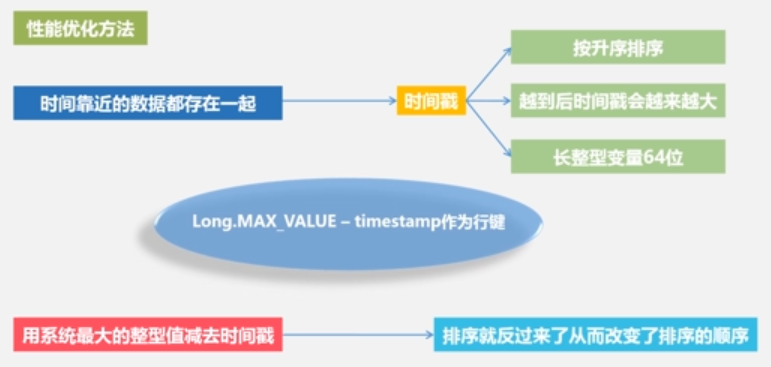 性能优化方法
按升序排序
时间靠近的数据都存在一起
时间戳
越到后时间戳会越来越大
长整型变量64位
Long.MAX_VALUE – timestamp作为行键
用系统最大的整型值减去时间戳
排序就反过来了从而改变了排序的顺序